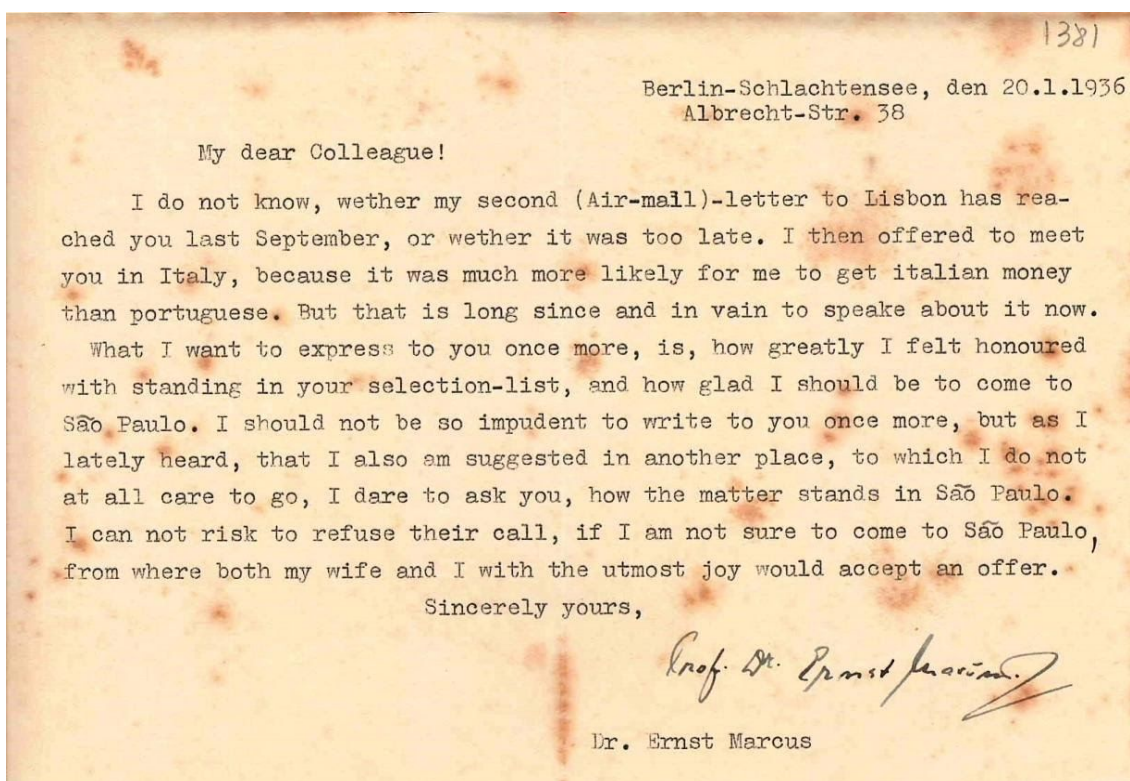 1381
Berlin-Schlachtensee, den 20.1.1936
Albrecht-Str. 38
My dear Colleague!
I do not know, wether my second (Air-mail)-letter to Lisbon has rea-
ched you last September, or wether it was too late. I then offered to meet
you in Italy, because it was much more likely for me to get italian money
than portuguese. But that is long since and in vain to speake about it now.
What I want to express to you once more, is, how greatly I felt honoured
with standing in your selection-list, and how glad I should be to come to
São Paulo. I should not be so impudent to write to you once more, but as I
lately heard, that I also am suggested in another place, to which I do not
at all care to go, I dare to ask you, how the matter stands in São Paulo.
I can not risk to refuse their call, if I am not sure to come to São Paulo,
from where both my wife and I with the utmost joy would accept an offer.
Sincerely yours,
Prof. Dr. Ernst Marcus
Dr. Ernst Marcus